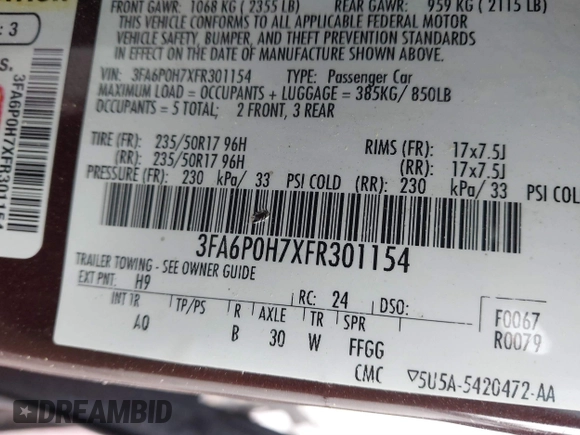 : 3
S.
3FA6P0H7XFR301154
FRONT GAWR: 1068 KG ( 2355 LB) REAR GAWR: 959 KG ( 2115 LB)
THIS VEHICLE CONFORMS TO ALL APPLICABLE FEDERAL MOTOR
VEHICLE SAFETY, BUMPER, AND THEFT PREVENTION STANDARDS
IN EFFECT ON THE DATE OF MANUFACTURE SHOWN ABOVE.
VIN: 3FA6P0H7XFR301154 TYPE: Passenger Car
MAXIMUM LOAD = OCCUPANTS + LUGGAGE = 385KG/ 850LB
OCCUPANTS = 5 TOTAL; 2 FRONT, 3 REAR
TIRE (FR): 235/50R17 96H RIMS (FR): 17x7.5J
(RR): 235/50R17 96H (RR): 17x7.5J
PRESSURE (FR): 230 kPa/ 33 PSI COLD (RR): 230 kPa/ 33 PSI COLD
3FA6P0H7XFR301154
TRAILER TOWING - SEE OWNER GUIDE
EXT PNT: H9 RC: 24 DSO: F0067
INT TR TP/PS R AXLE TR SPR R0079
A0 B 30 W FFGG
CMC ▽5U5A-5420472-AA
DREAMBID